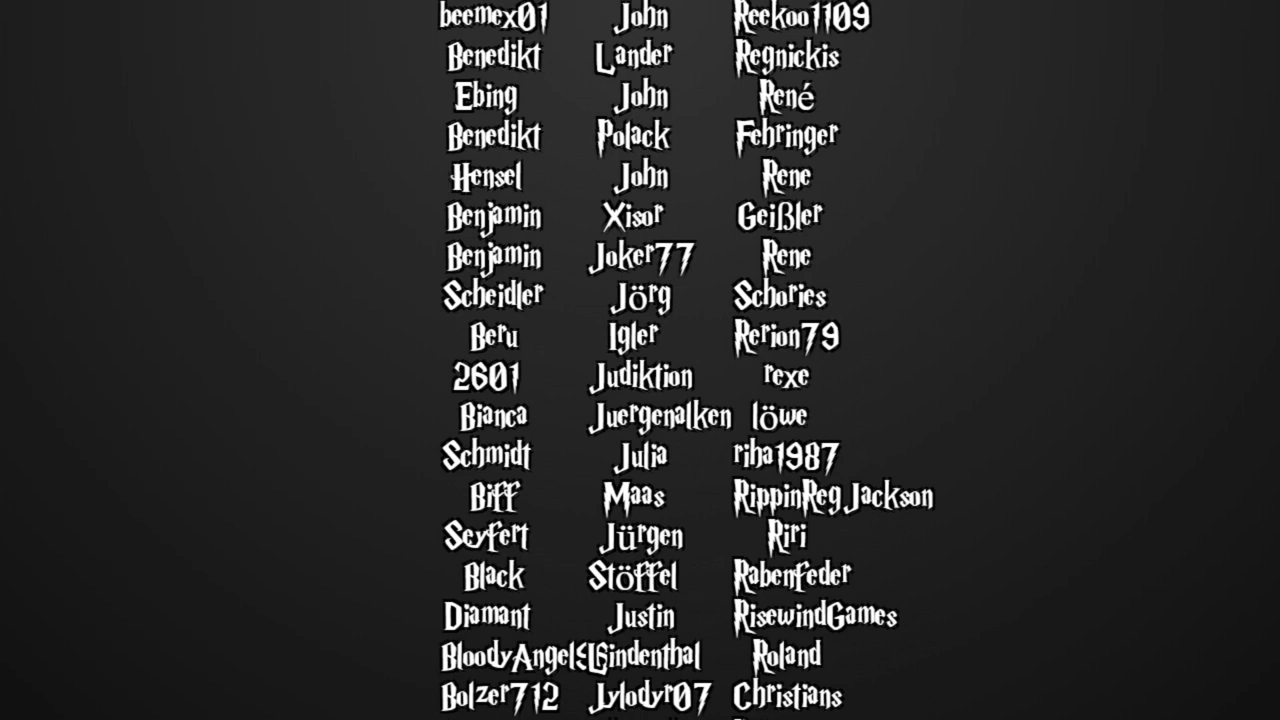 beemex01 John Reekoo1109
Benedikt Lander Regnickis
Ebing John René
Benedikt Polack Fehringer
Hensel John Rene
Benjamin Xisor Geißler
Benjamin Joker77 Rene
Scheidler Jörg Schories
Beru Igler Rerion79
2601 Judiktion rexe
Bianca Juergenalken löwe
Schmidt Julia riha1987
Biff Maas RippinRegJackson
Seyfert Jürgen Riri
Black Stöffel Rabenfeder
Diamant Justin RisewindGames
Lindenthal Roland
Bolzer712 Jylodyr07 Christians